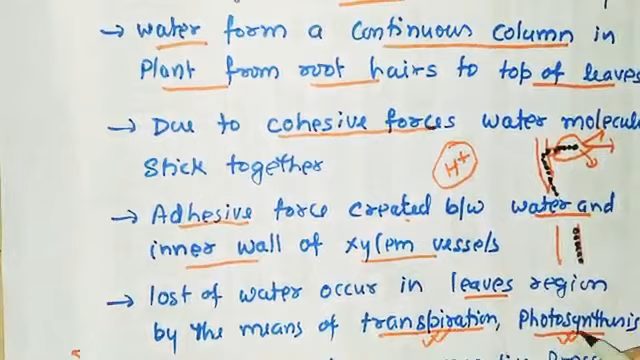 → water form a continuous column in
Plant from root hairs to top of leaves
→ Due to cohesive forces water molecul
Stick together
H+
→ Adhesive force created b/w water and
inner wall of xylem vessels
→ lost of water occur in leaves region
by the means of transpiration, Photosynthesis